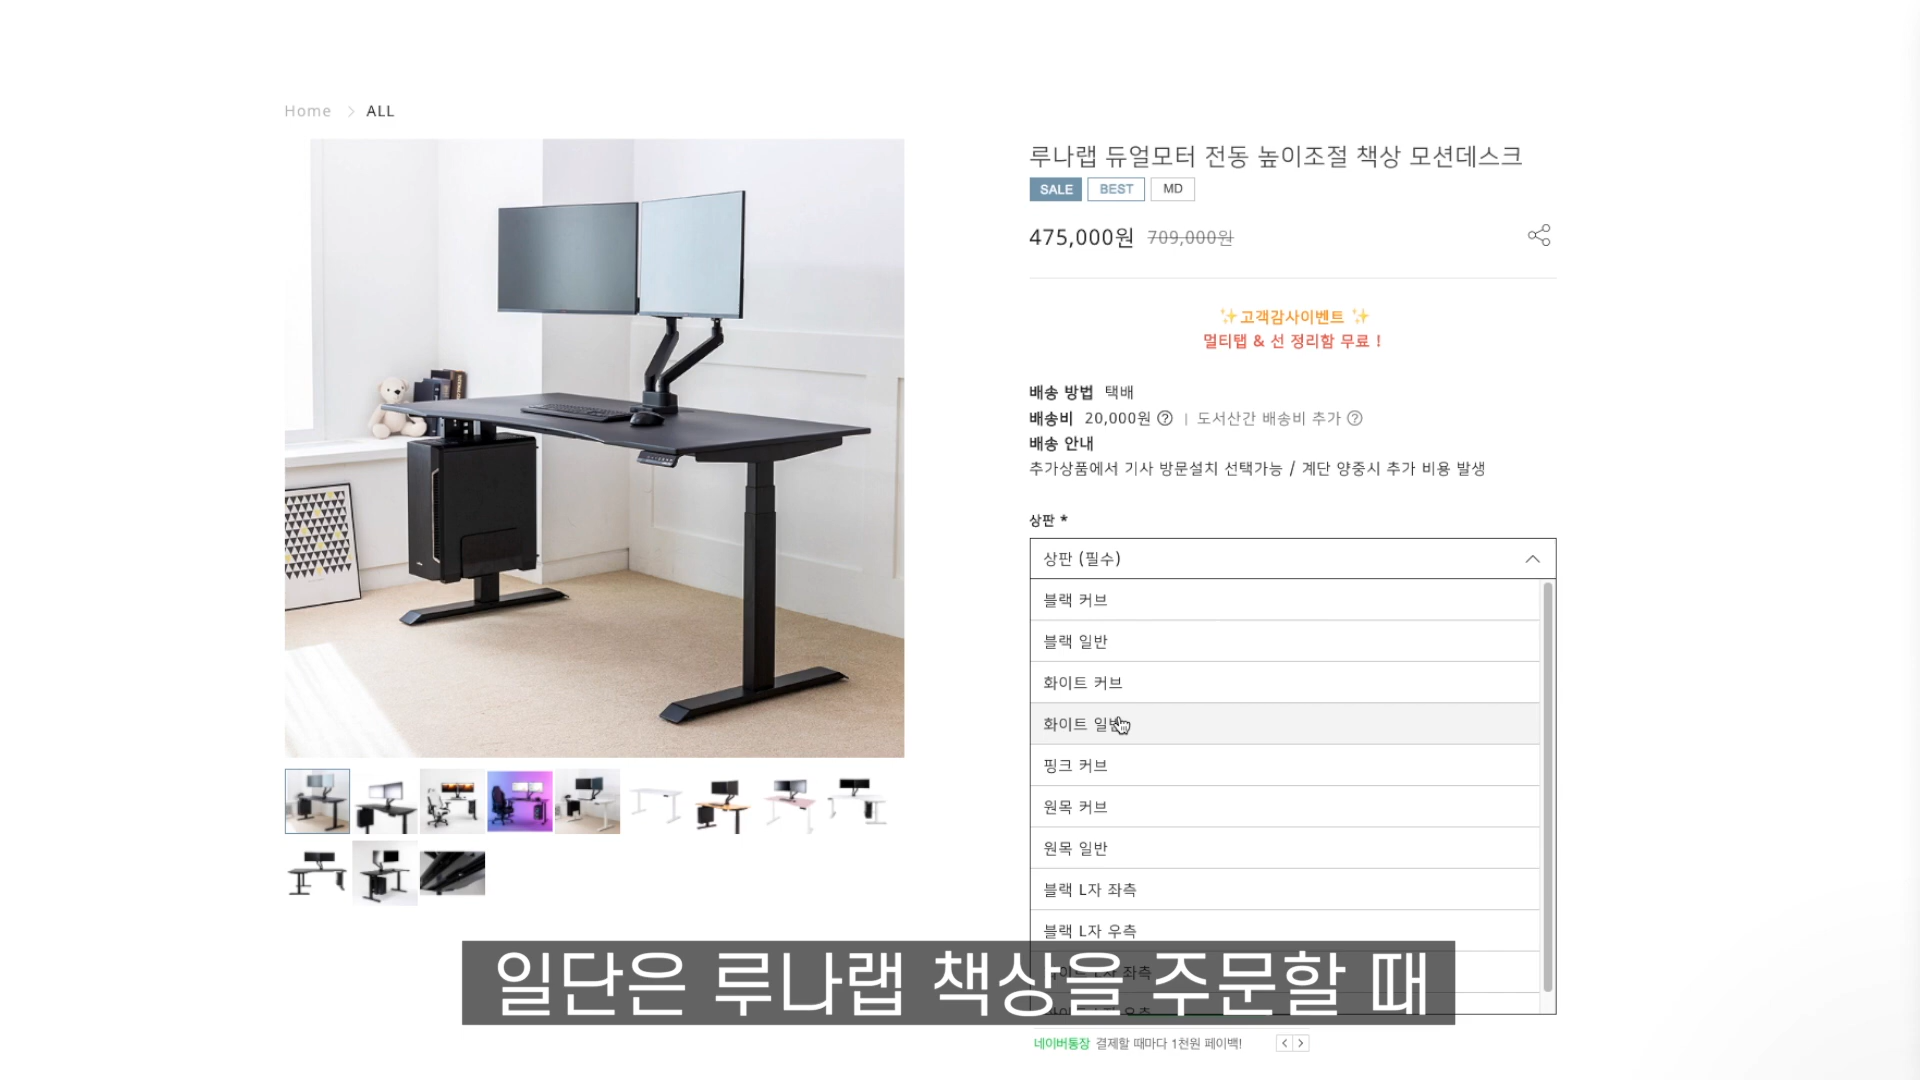 Home > ALL
루나랩 듀얼모터 전동 높이조절 책상 모션데스크
SALE BEST MD
475,000원 709,000원
✨고객감사이벤트 ✨
멀티탭 & 선 정리함 무료 !
배송 방법 택배
배송비 20,000원 ? | 도서산간 배송비 추가 ?
배송 안내
추가상품에서 기사 방문설치 선택가능 / 계단 양중시 추가 비용 발생
상판 *
상판 (필수)
블랙 커브
블랙 일반
화이트 커브
화이트 일반
핑크 커브
원목 커브
원목 일반
블랙 L자 좌측
블랙 L자 우측
일단은 루나랩 책상을 주문할 때
네이버통장 결제할 때마다 1천원 페이백!